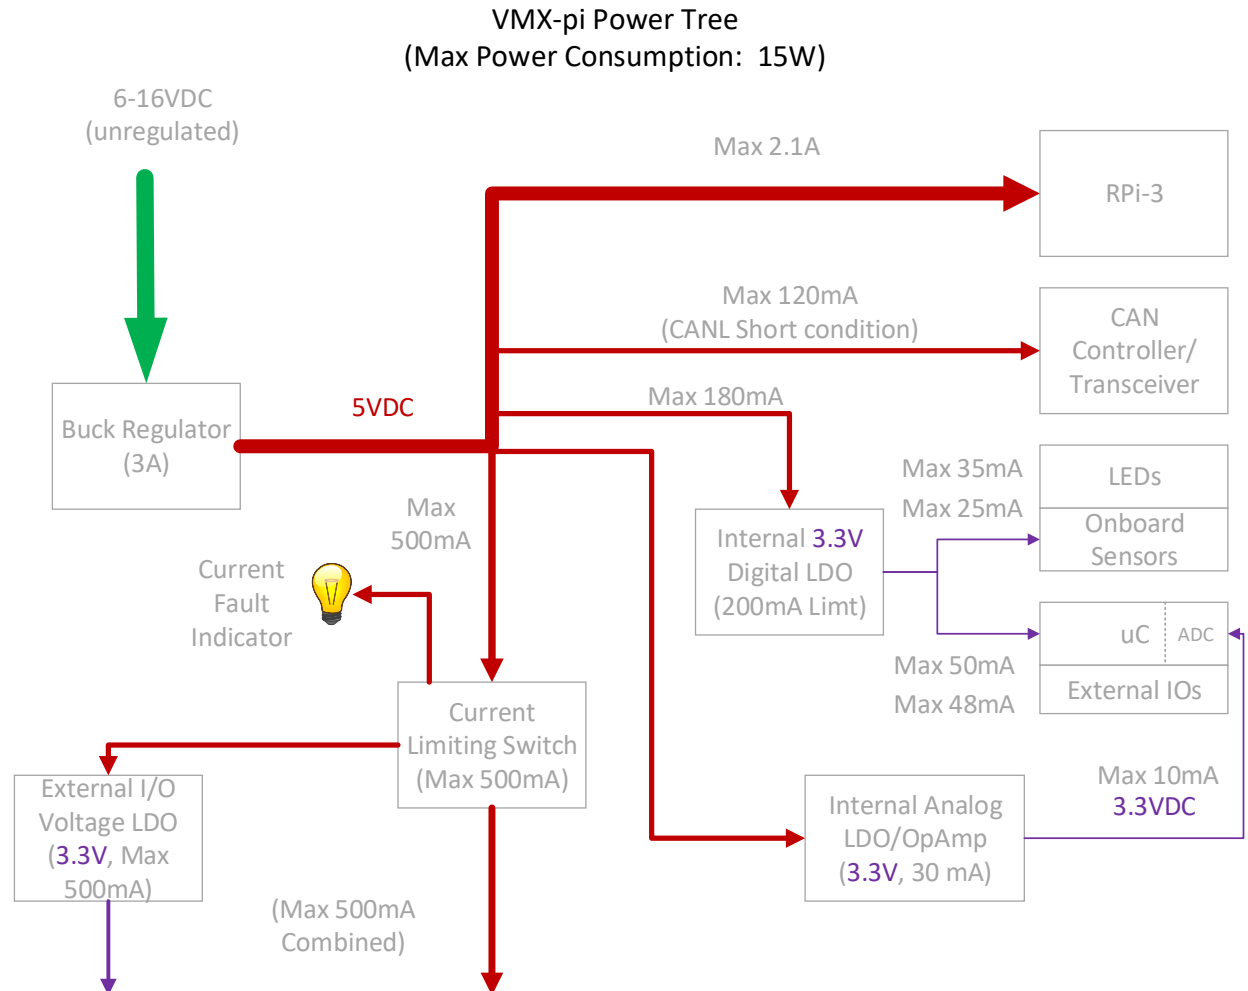 VMX-pi Power Tree
(Max Power Consumption:  15W)
6-16VDC
(unregulated)
Max 2.1A
RPi-3
Max 120mA
(CANL Short condition)
CAN
Controller/
Transceiver
Max 180mA
5VDC
Buck Regulator
(3A)
Max
500mA
Max 35mA
Max 25mA
LEDs
Onboard
Sensors
Internal 3.3V
Digital LDO
(200mA Limt)
Current
Fault
Indicator
uC
ADC
External IOs
Max 50mA
Max 48mA
Current
Limiting Switch
(Max 500mA)
External I/O
Voltage LDO
(3.3V, Max
500mA)
Internal Analog
LDO/OpAmp
(3.3V, 30 mA)
Max 10mA
3.3VDC
(Max 500mA
Combined)